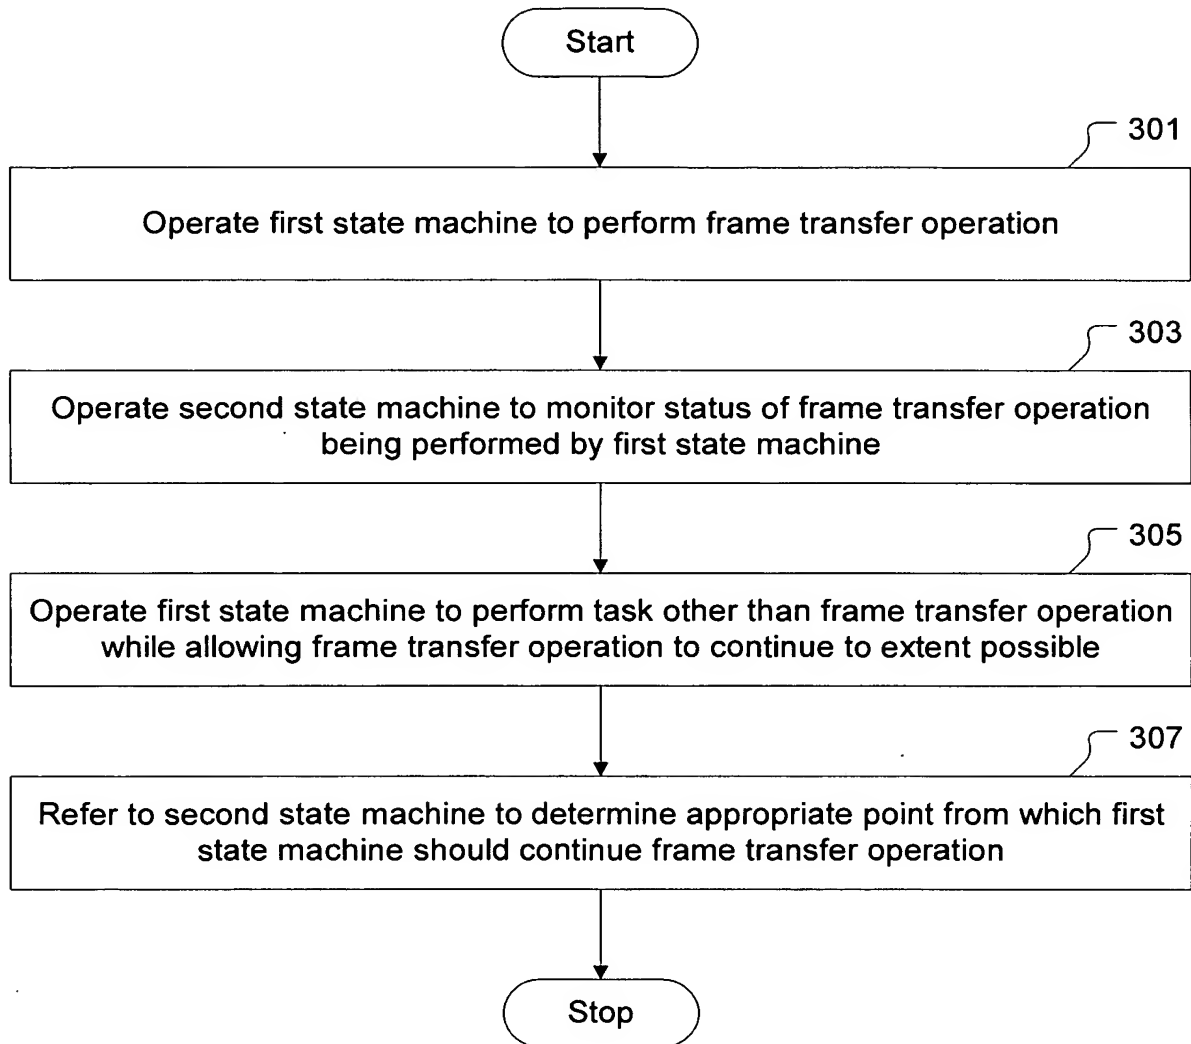 Start
301
Operate first state machine to perform frame transfer operation
303
Operate second state machine to monitor status of frame transfer operation
being performed by first state machine
305
Operate first state machine to perform task other than frame transfer operation
while allowing frame transfer operation to continue to extent possible
307
Refer to second state machine to determine appropriate point from which first
state machine should continue frame transfer operation
Stop